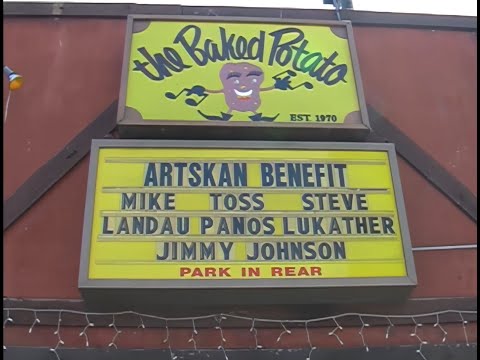 the Baked Potato
EST. 1970
ARTSKAN BENEFIT
MIKE TOSS STEVE
LANDAU PANOS LUKATHER
JIMMY JOHNSON
PARK IN REAR